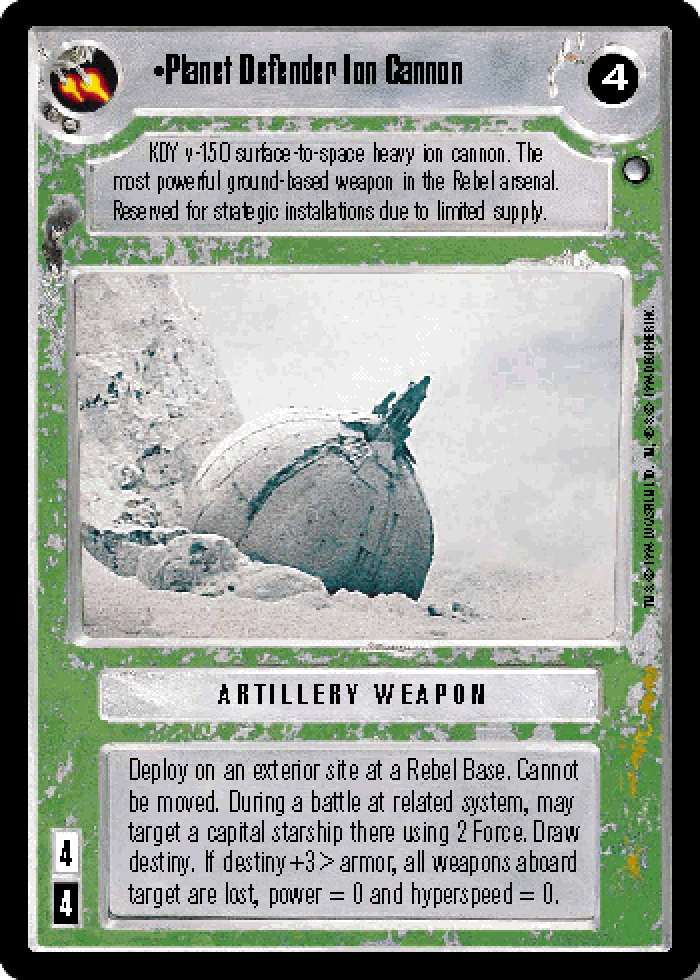 •Planet Defender Ion Cannon
4
KDY v-150 surface-to-space heavy ion cannon. The
most powerful ground-based weapon in the Rebel arsenal.
Reserved for strategic installations due to limited supply.
ARTILLERY WEAPON
Deploy on an exterior site at a Rebel Base. Cannot
be moved. During a battle at related system, may
target a capital starship there using 2 Force. Draw
destiny. If destiny +3 > armor, all weapons aboard
target are lost, power = 0 and hyperspeed = 0.
4
4